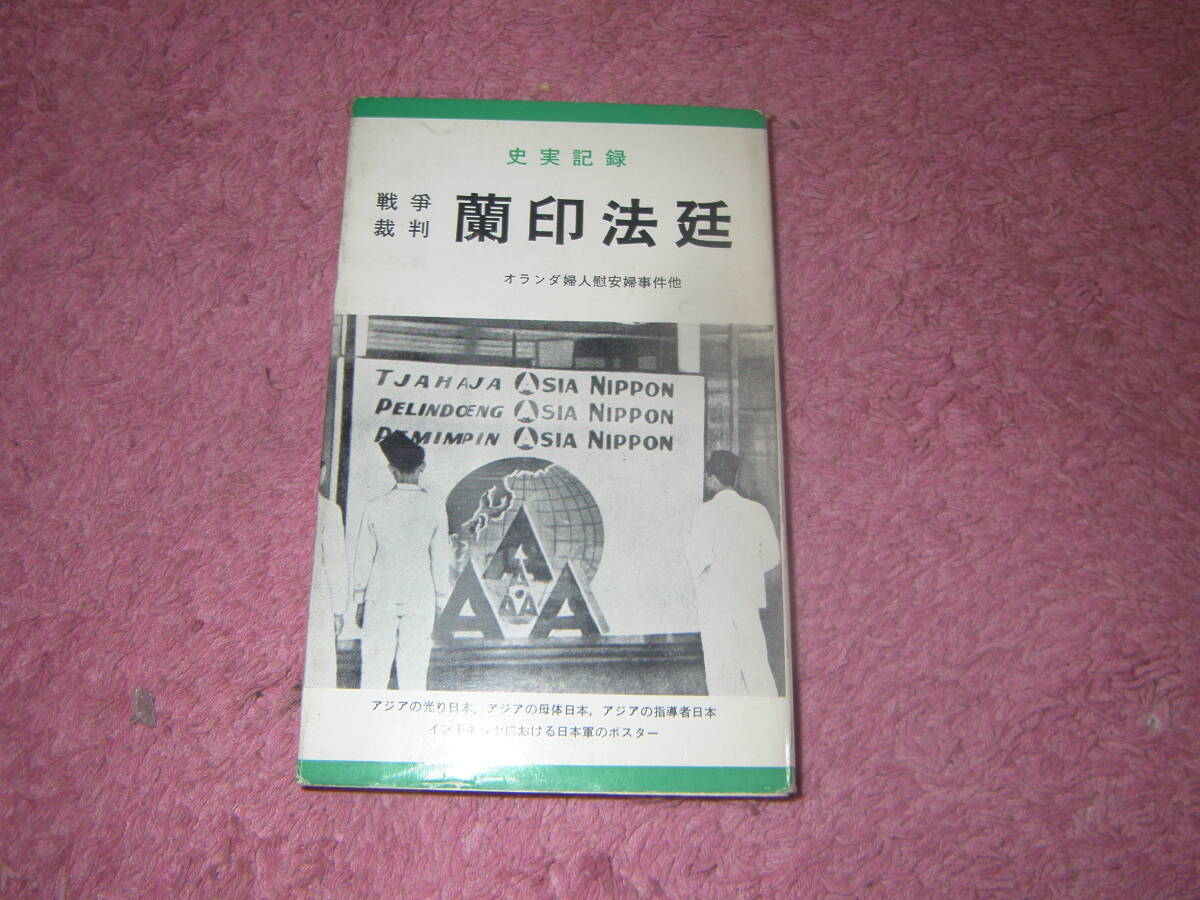 史実記録
戦爭
裁判
蘭印法廷
オランダ婦人慰安婦事件他
TJAHAJA ASIA NIPPON
PELINDOENG ASIA NIPPON
PEMIMPIN ASIA NIPPON
A
A A
AAA
アジアの光り日本,アジアの母体日本,アジアの指導者日本
インドネシヤにおける日本軍のポスター